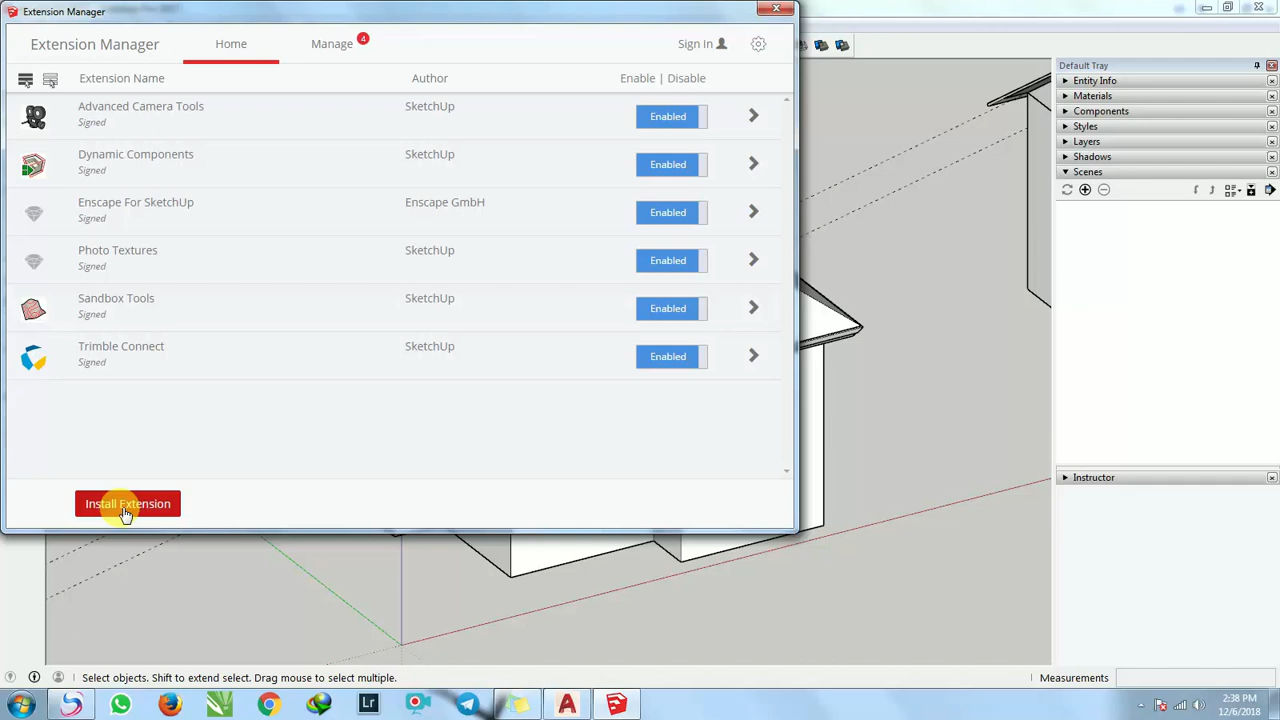 Extension Manager
Extension Manager
Home
Manage
4
Sign In
Extension Name
Author
Enable | Disable
Advanced Camera Tools
Signed
SketchUp
Enabled
Dynamic Components
Signed
SketchUp
Enabled
Enscape For SketchUp
Signed
Enscape GmbH
Enabled
Photo Textures
Signed
SketchUp
Enabled
Sandbox Tools
Signed
SketchUp
Enabled
Trimble Connect
Signed
SketchUp
Enabled
Install Extension
Default Tray
Entity Info
Materials
Components
Styles
Layers
Shadows
Scenes
Instructor
Select objects. Shift to extend select. Drag mouse to select multiple.
Measurements
Lr
2:38 PM
12/6/2018